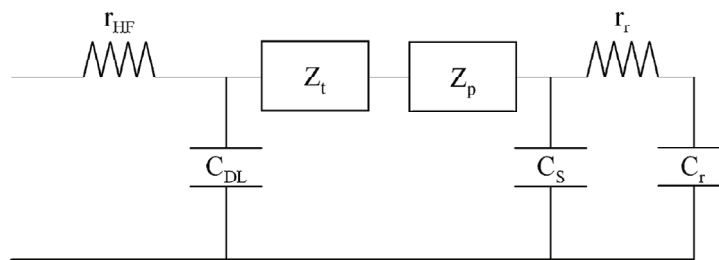 r_HF
r_r
Z_t
Z_p
C_DL
C_S
C_r